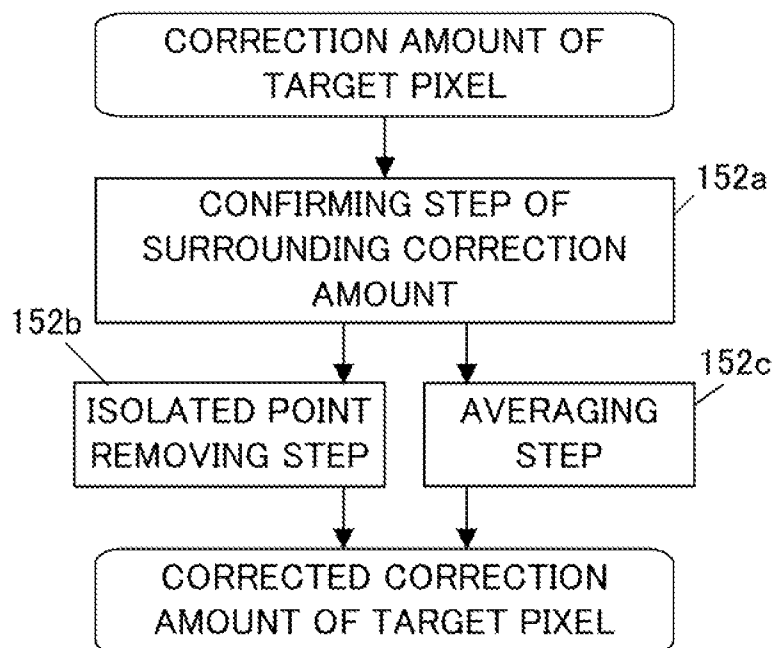 CORRECTION AMOUNT OF
TARGET PIXEL
152a
CONFIRMING STEP OF
SURROUNDING CORRECTION
AMOUNT
152b
ISOLATED POINT
REMOVING STEP
152c
AVERAGING
STEP
CORRECTED CORRECTION
AMOUNT OF TARGET PIXEL